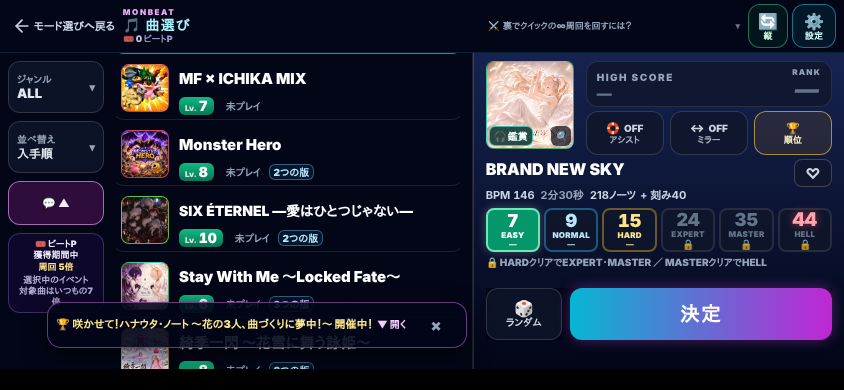 ← モード選びへ戻る
MONBEAT
🎵 曲選び
🎟️ 0 ビートP
⚔️ 裏でクイックの∞周回を回すには?
▼
縦
設定
ジャンル
ALL
▼
並べ替え
入手順
▼
💬 ▲
🎟️ ビートP
獲得期間中
周回 5倍
選択中のイベント
対象曲はいつもの7
倍
MF × ICHIKA MIX
Lv. 7 未プレイ
Monster Hero
Lv. 8 未プレイ 2つの版
SIX ÉTERNEL ―愛はひとつじゃない―
Lv. 10 未プレイ 2つの版
Stay With Me 〜Locked Fate〜
🏆 咲かせて!ハナウタ・ノート 〜花の3人、曲づくりに夢中!〜 開催中! ▼ 開く
×
綺季一閃 〜花雪に舞う詠姫〜
🎧 鑑賞
HIGH SCORE
―
RANK
―
OFF
アシスト
↔ OFF
ミラー
🏆
順位
BRAND NEW SKY
♡
BPM 146 2分30秒 218ノーツ + 刻み40
7
EASY
―
9
NORMAL
―
15
HARD
―
24
EXPERT
🔒
35
MASTER
🔒
44
HELL
🔒
🔒 HARDクリアでEXPERT・MASTER / MASTERクリアでHELL
🎲
ランダム
決定